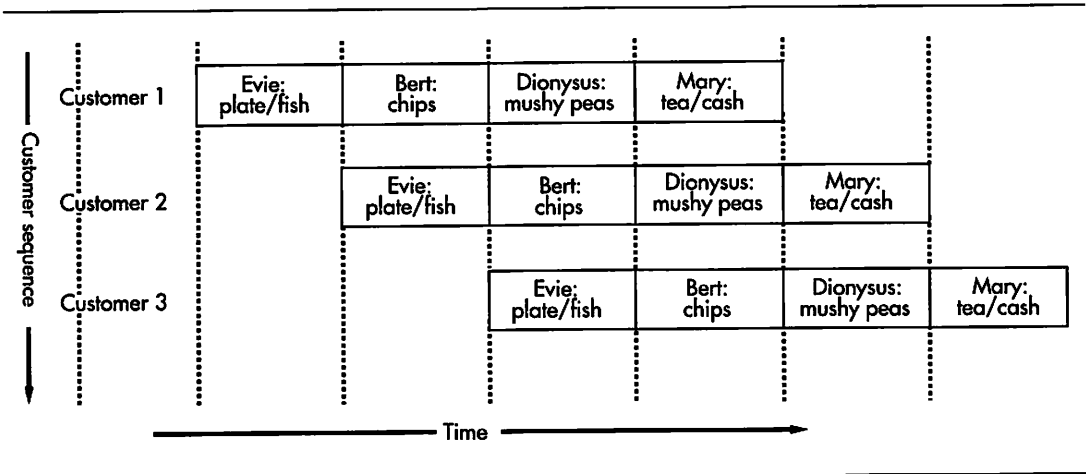 Customer sequence
Customer 1
Evie:
plate/fish
Bert:
chips
Dionysus:
mushy peas
Mary:
tea/cash
Customer 2
Evie:
plate/fish
Bert:
chips
Dionysus:
mushy peas
Mary:
tea/cash
Customer 3
Evie:
plate/fish
Bert:
chips
Dionysus:
mushy peas
Mary:
tea/cash
Time